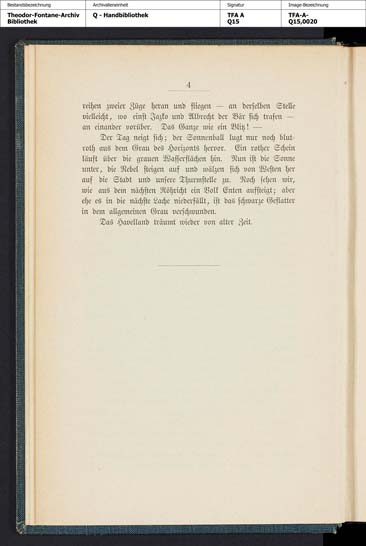 Bestandsbezeichnung Archivalieneinheit Signatur Image-Bezeichnung
Theodor-Fontane-Archiv Q - Handbibliothek TFA A TFA-A-
Bibliothek Q15 Q15,0020
4
reihen zweier Züge heran und fliegen — an derselben Stelle
vielleicht, wo einst Jazko und Albrecht der Bär sich trafen —
an einander vorüber. Das Ganze wie ein Blitz! —
Der Tag neigt sich; der Sonnenball lugt nur noch blut-
roth aus dem Grau des Horizonts hervor. Ein rother Schein
läuft über die grauen Wasserflächen hin. Nun ist die Sonne
unter, die Nebel steigen auf und wälzen sich von Westen her
auf die Stadt und unsere Thurmstelle zu. Noch sehen wir,
wie aus dem nächsten Röhricht ein Volk Enten aufsteigt; aber
ehe es in die nächste Lache niederfällt, ist das schwarze Geflatter
in dem allgemeinen Grau verschwunden.
Das Havelland träumt wieder von alter Zeit.